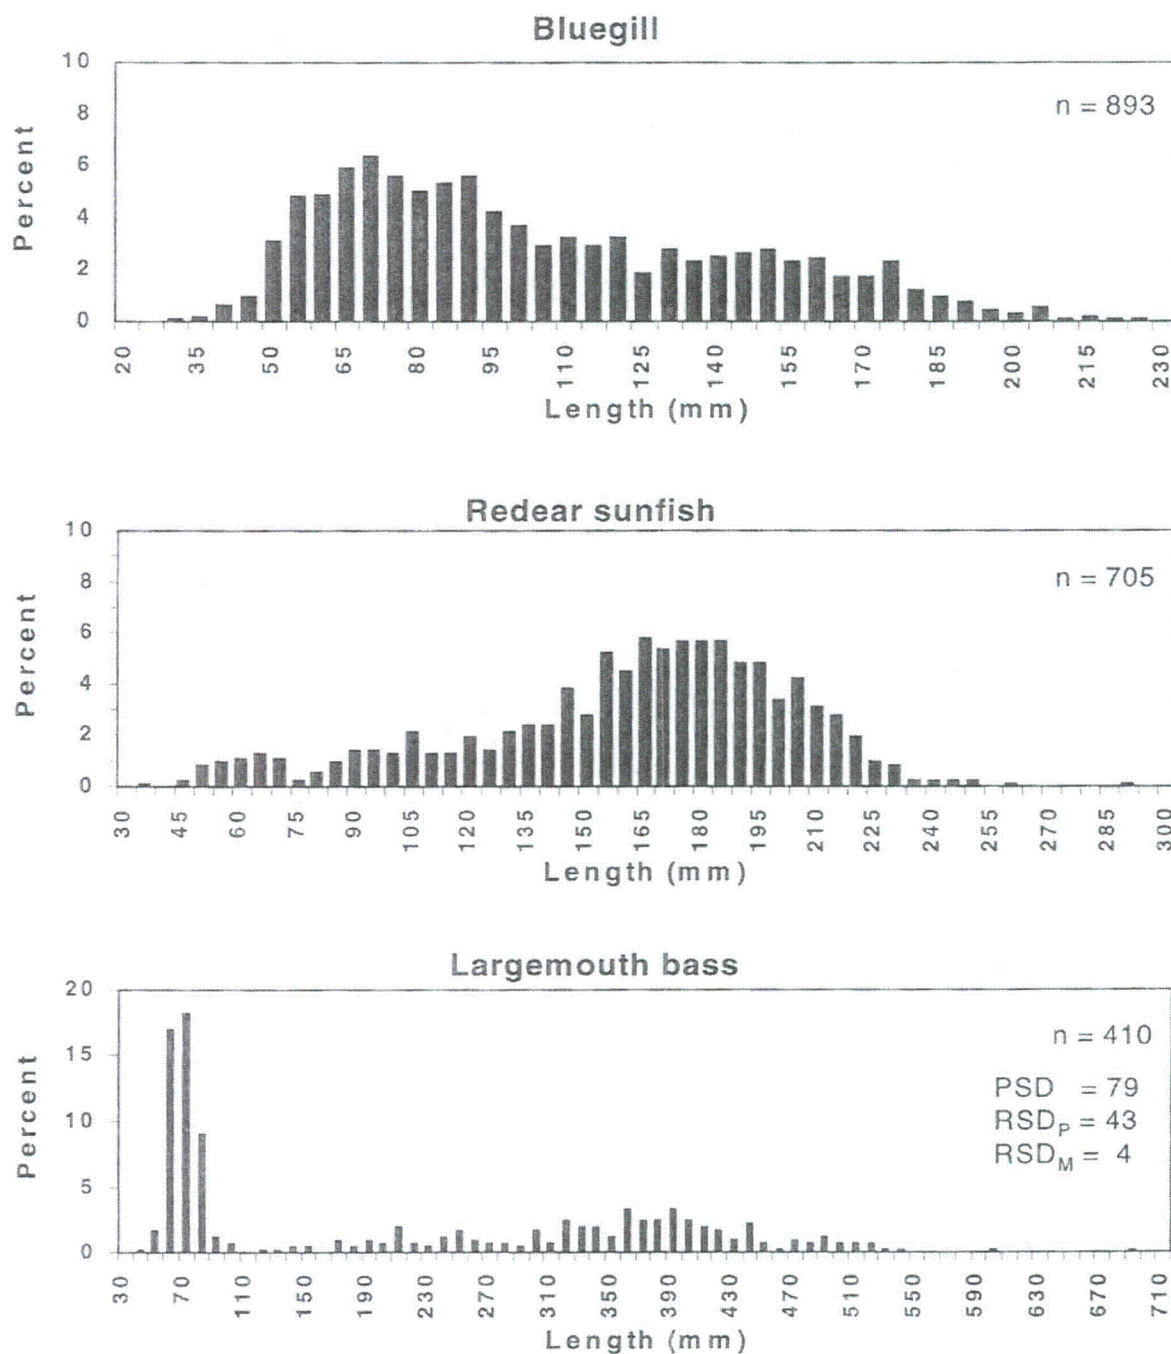 Bluegill
10
8
6
4
2
0
Percent
n = 893
20 35 50 65 80 95 110 125 140 155 170 185 200 215 230
Length (mm)
Redear sunfish
10
8
6
4
2
0
Percent
n = 705
30 45 60 75 90 105 120 135 150 165 180 195 210 225 240 255 270 285 300
Length (mm)
Largemouth bass
20
15
10
5
0
Percent
n = 410
PSD = 79
RSDP = 43
RSDM = 4
30 70 110 150 190 230 270 310 350 390 430 470 510 550 590 630 670 710
Length (mm)